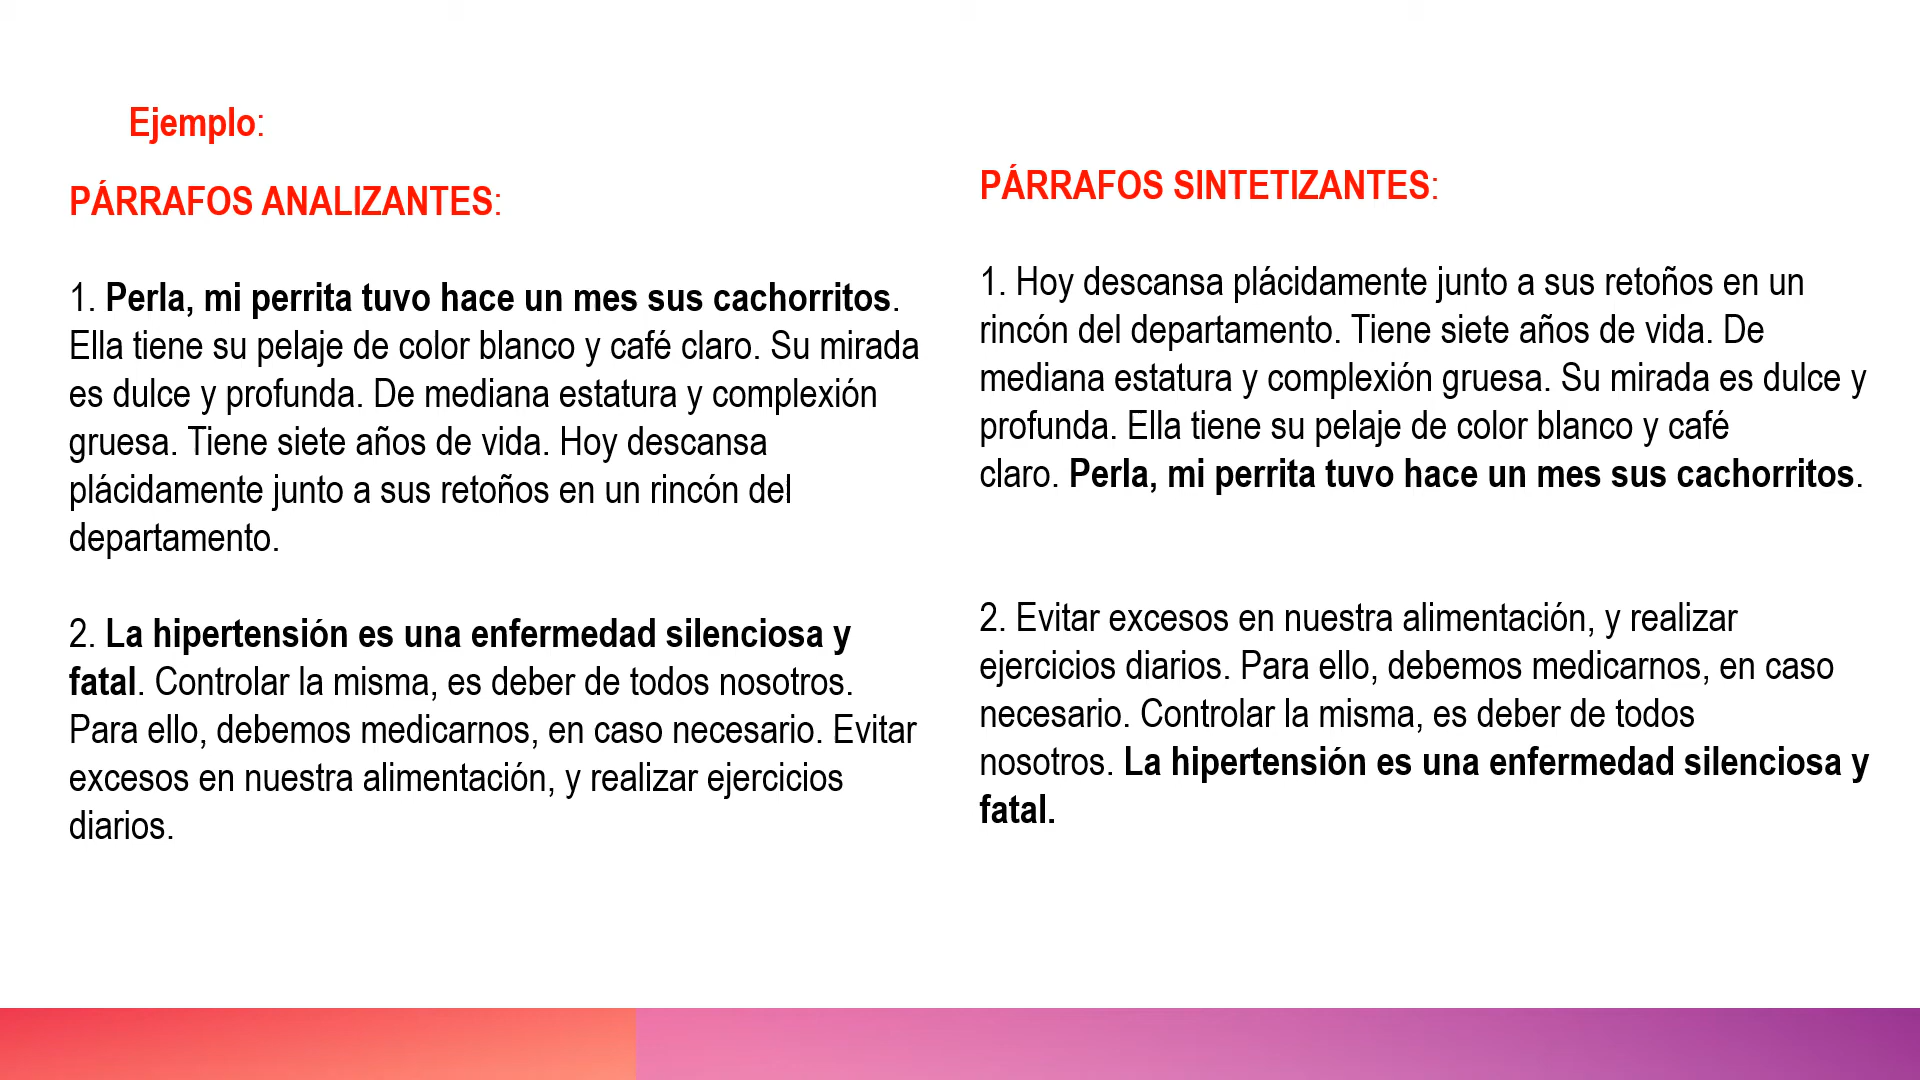 Ejemplo:
PÁRRAFOS ANALIZANTES:
1. Perla, mi perrita tuvo hace un mes sus cachorritos.
Ella tiene su pelaje de color blanco y café claro. Su mirada
es dulce y profunda. De mediana estatura y complexión
gruesa. Tiene siete años de vida. Hoy descansa
plácidamente junto a sus retoños en un rincón del
departamento.
2. La hipertensión es una enfermedad silenciosa y
fatal. Controlar la misma, es deber de todos nosotros.
Para ello, debemos medicarnos, en caso necesario. Evitar
excesos en nuestra alimentación, y realizar ejercicios
diarios.
PÁRRAFOS SINTETIZANTES:
1. Hoy descansa plácidamente junto a sus retoños en un
rincón del departamento. Tiene siete años de vida. De
mediana estatura y complexión gruesa. Su mirada es dulce y
profunda. Ella tiene su pelaje de color blanco y café
claro. Perla, mi perrita tuvo hace un mes sus cachorritos.
2. Evitar excesos en nuestra alimentación, y realizar
ejercicios diarios. Para ello, debemos medicarnos, en caso
necesario. Controlar la misma, es deber de todos
nosotros. La hipertensión es una enfermedad silenciosa y
fatal.